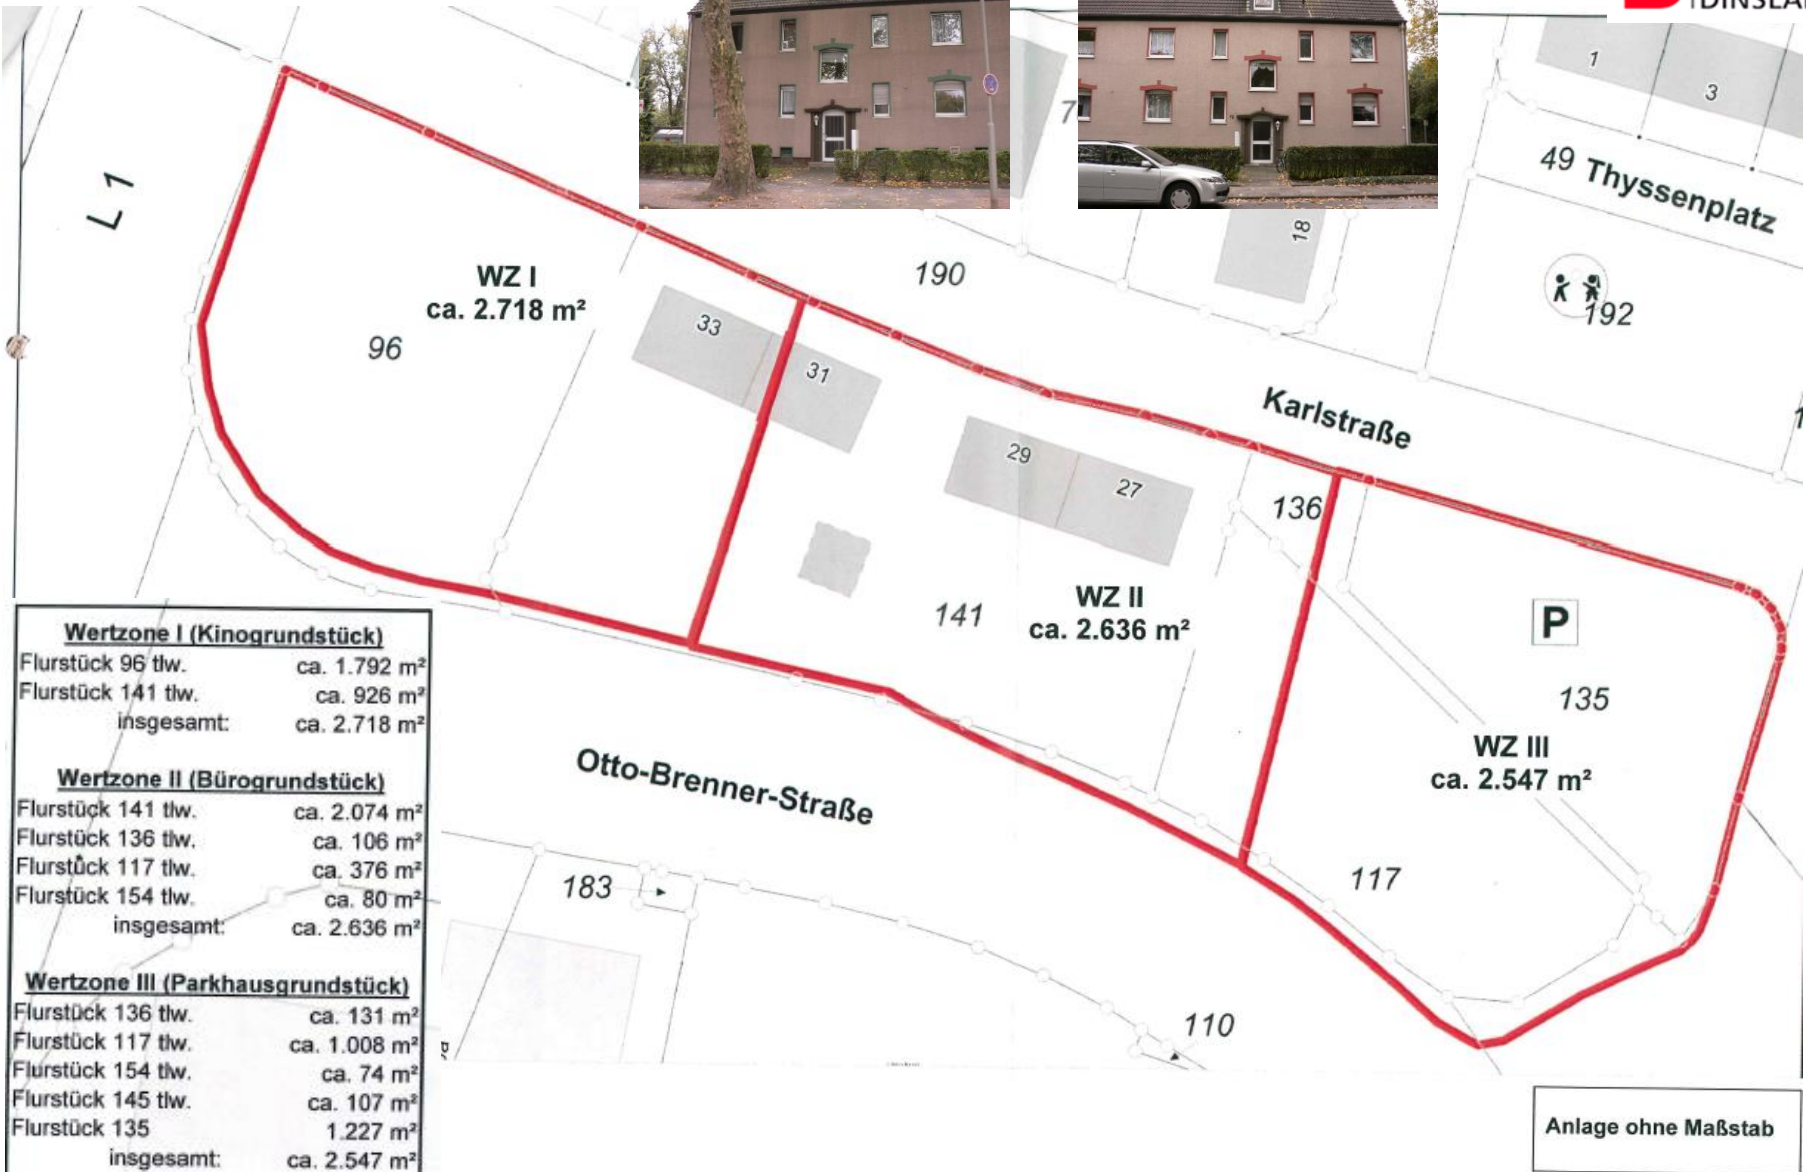 1
3
7
49 Thyssenplatz
L 1
18
190
WZ I
ca. 2.718 m²
192
33
96
31
Karlstraße
29
27
136
WZ II
ca. 2.636 m²
141
P
135
WZ III
ca. 2.547 m²
Otto-Brenner-Straße
117
183
110
Wertzone I (Kinogrundstück)
Flurstück 96 tlw. ca. 1.792 m²
Flurstück 141 tlw. ca. 926 m²
insgesamt: ca. 2.718 m²
Wertzone II (Bürogrundstück)
Flurstück 141 tlw. ca. 2.074 m²
Flurstück 136 tlw. ca. 106 m²
Flurstück 117 tlw. ca. 376 m²
Flurstück 154 tlw. ca. 80 m²
insgesamt: ca. 2.636 m²
Wertzone III (Parkhausgrundstück)
Flurstück 136 tlw. ca. 131 m²
Flurstück 117 tlw. ca. 1.008 m²
Flurstück 154 tlw. ca. 74 m²
Flurstück 145 tlw. ca. 107 m²
Flurstück 135 1.227 m²
insgesamt: ca. 2.547 m²
Anlage ohne Maßstab